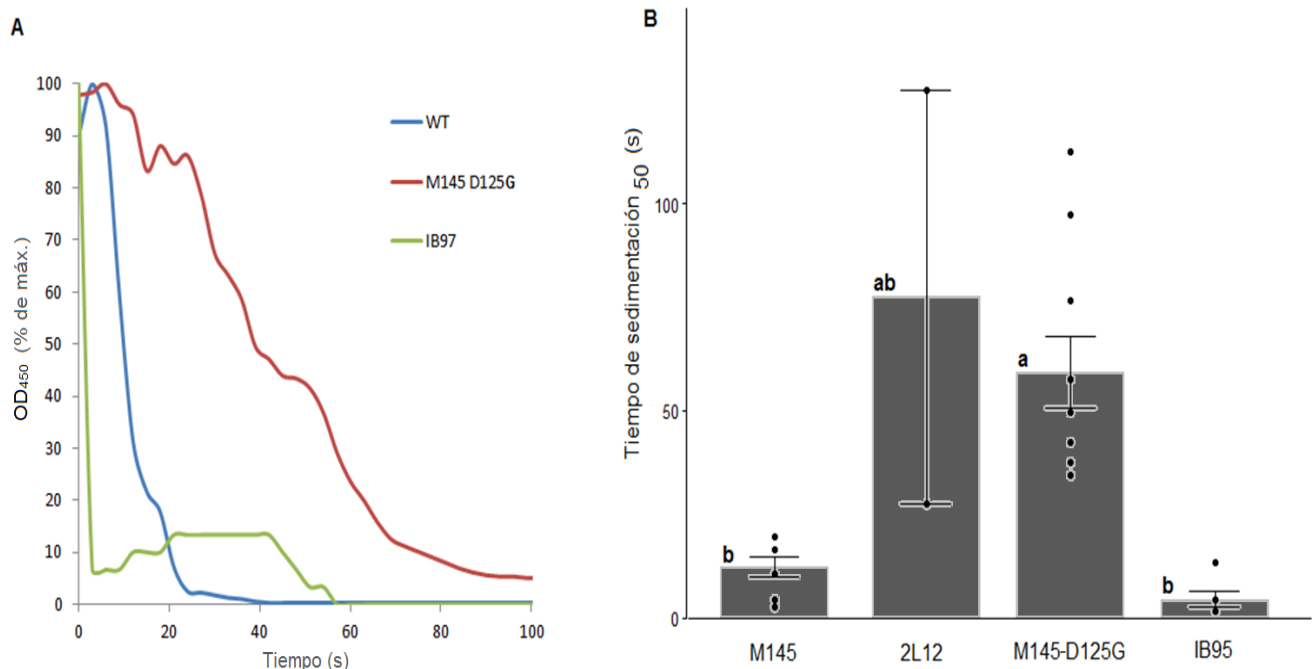 A
100
90
80
70
60
50
40
30
20
10
0
OD450 (% de máx.)
0 20 40 60 80 100
Tiempo (s)
WT
M145 D125G
IB97
B
Tiempo de sedimentación 50 (s)
100
50
0
b
ab
a
b
M145 2L12 M145-D125G IB95